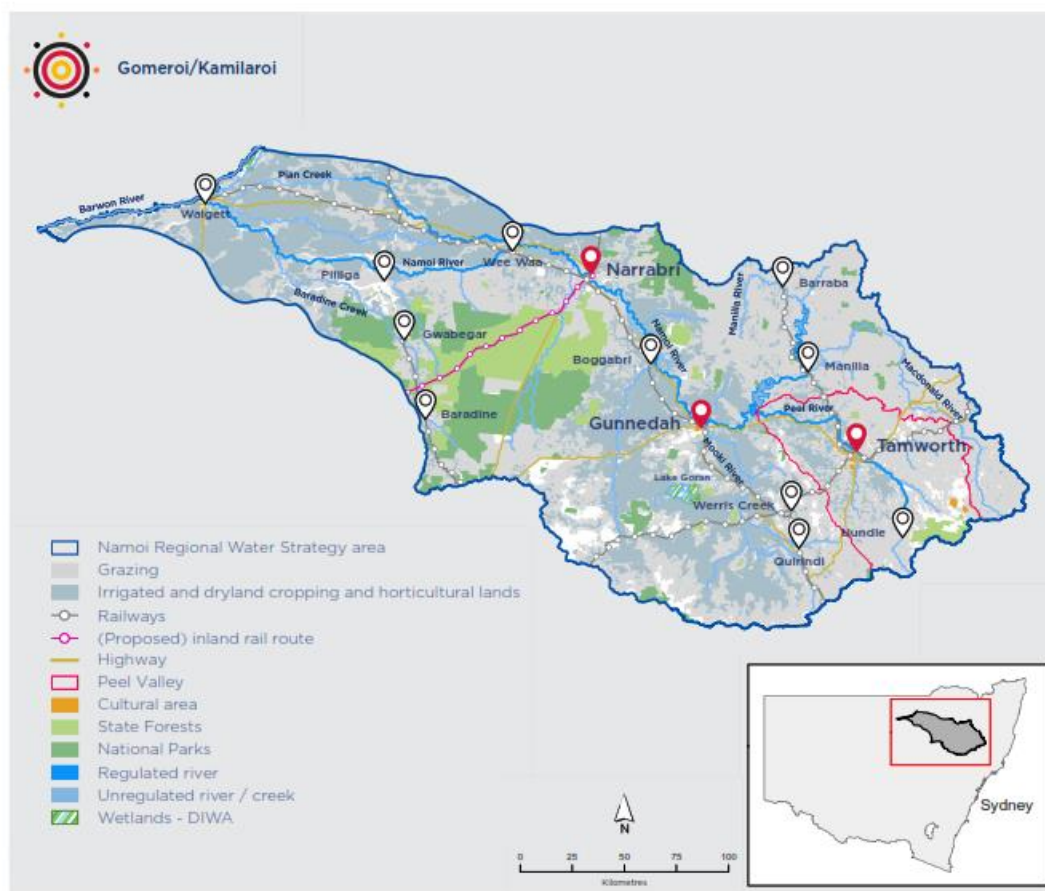 Gomeroi/Kamilaroi
Pian Creek
Barwon River
Walgett
Wee Waa
Namoi River
Narrabri
Pilliga
Barraba
Manilla River
Baradine Creek
Gwabegar
Namoi River
Boggabri
Manilla
Macdonald River
Baradine
Gunnedah
Peel River
Tamworth
Mooki River
Lake Goran
Werris Creek
Nundle
Quirindi
Namoi Regional Water Strategy area
Grazing
Irrigated and dryland cropping and horticultural lands
Railways
(Proposed) inland rail route
Highway
Peel Valley
Cultural area
State Forests
National Parks
Regulated river
Unregulated river / creek
Wetlands - DIWA
N
0 25 50 75 100
Kilometres
Sydney